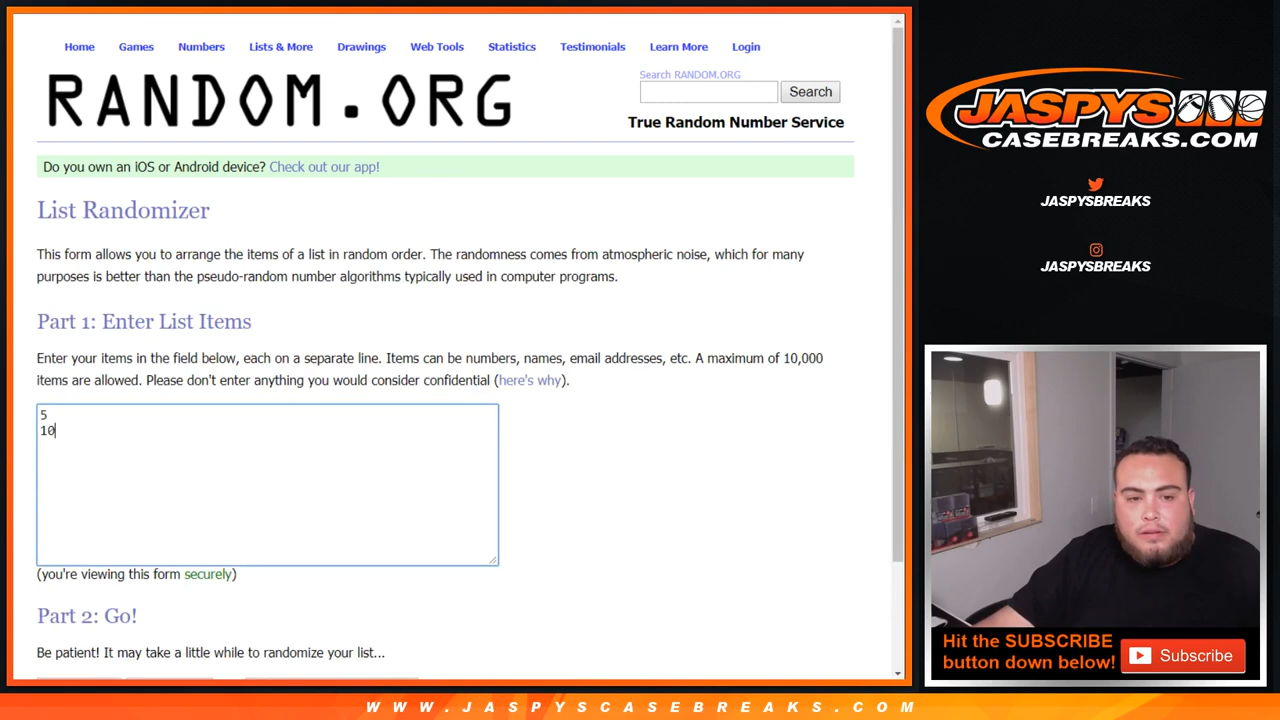 Home Games Numbers Lists & More Drawings Web Tools Statistics Testimonials Learn More Login
RANDOM.ORG
Search RANDOM.ORG
Search
True Random Number Service
Do you own an iOS or Android device? Check out our app!
List Randomizer
This form allows you to arrange the items of a list in random order. The randomness comes from atmospheric noise, which for many
purposes is better than the pseudo-random number algorithms typically used in computer programs.
Part 1: Enter List Items
Enter your items in the field below, each on a separate line. Items can be numbers, names, email addresses, etc. A maximum of 10,000
items are allowed. Please don't enter anything you would consider confidential (here's why).
5
10
(you're viewing this form securely)
Part 2: Go!
Be patient! It may take a little while to randomize your list...
JASPYS
CASEBREAKS.COM
JASPYSBREAKS
JASPYSBREAKS
Hit the SUBSCRIBE
button down below!
Subscribe
WWW.JASPYSCASEBREAKS.COM